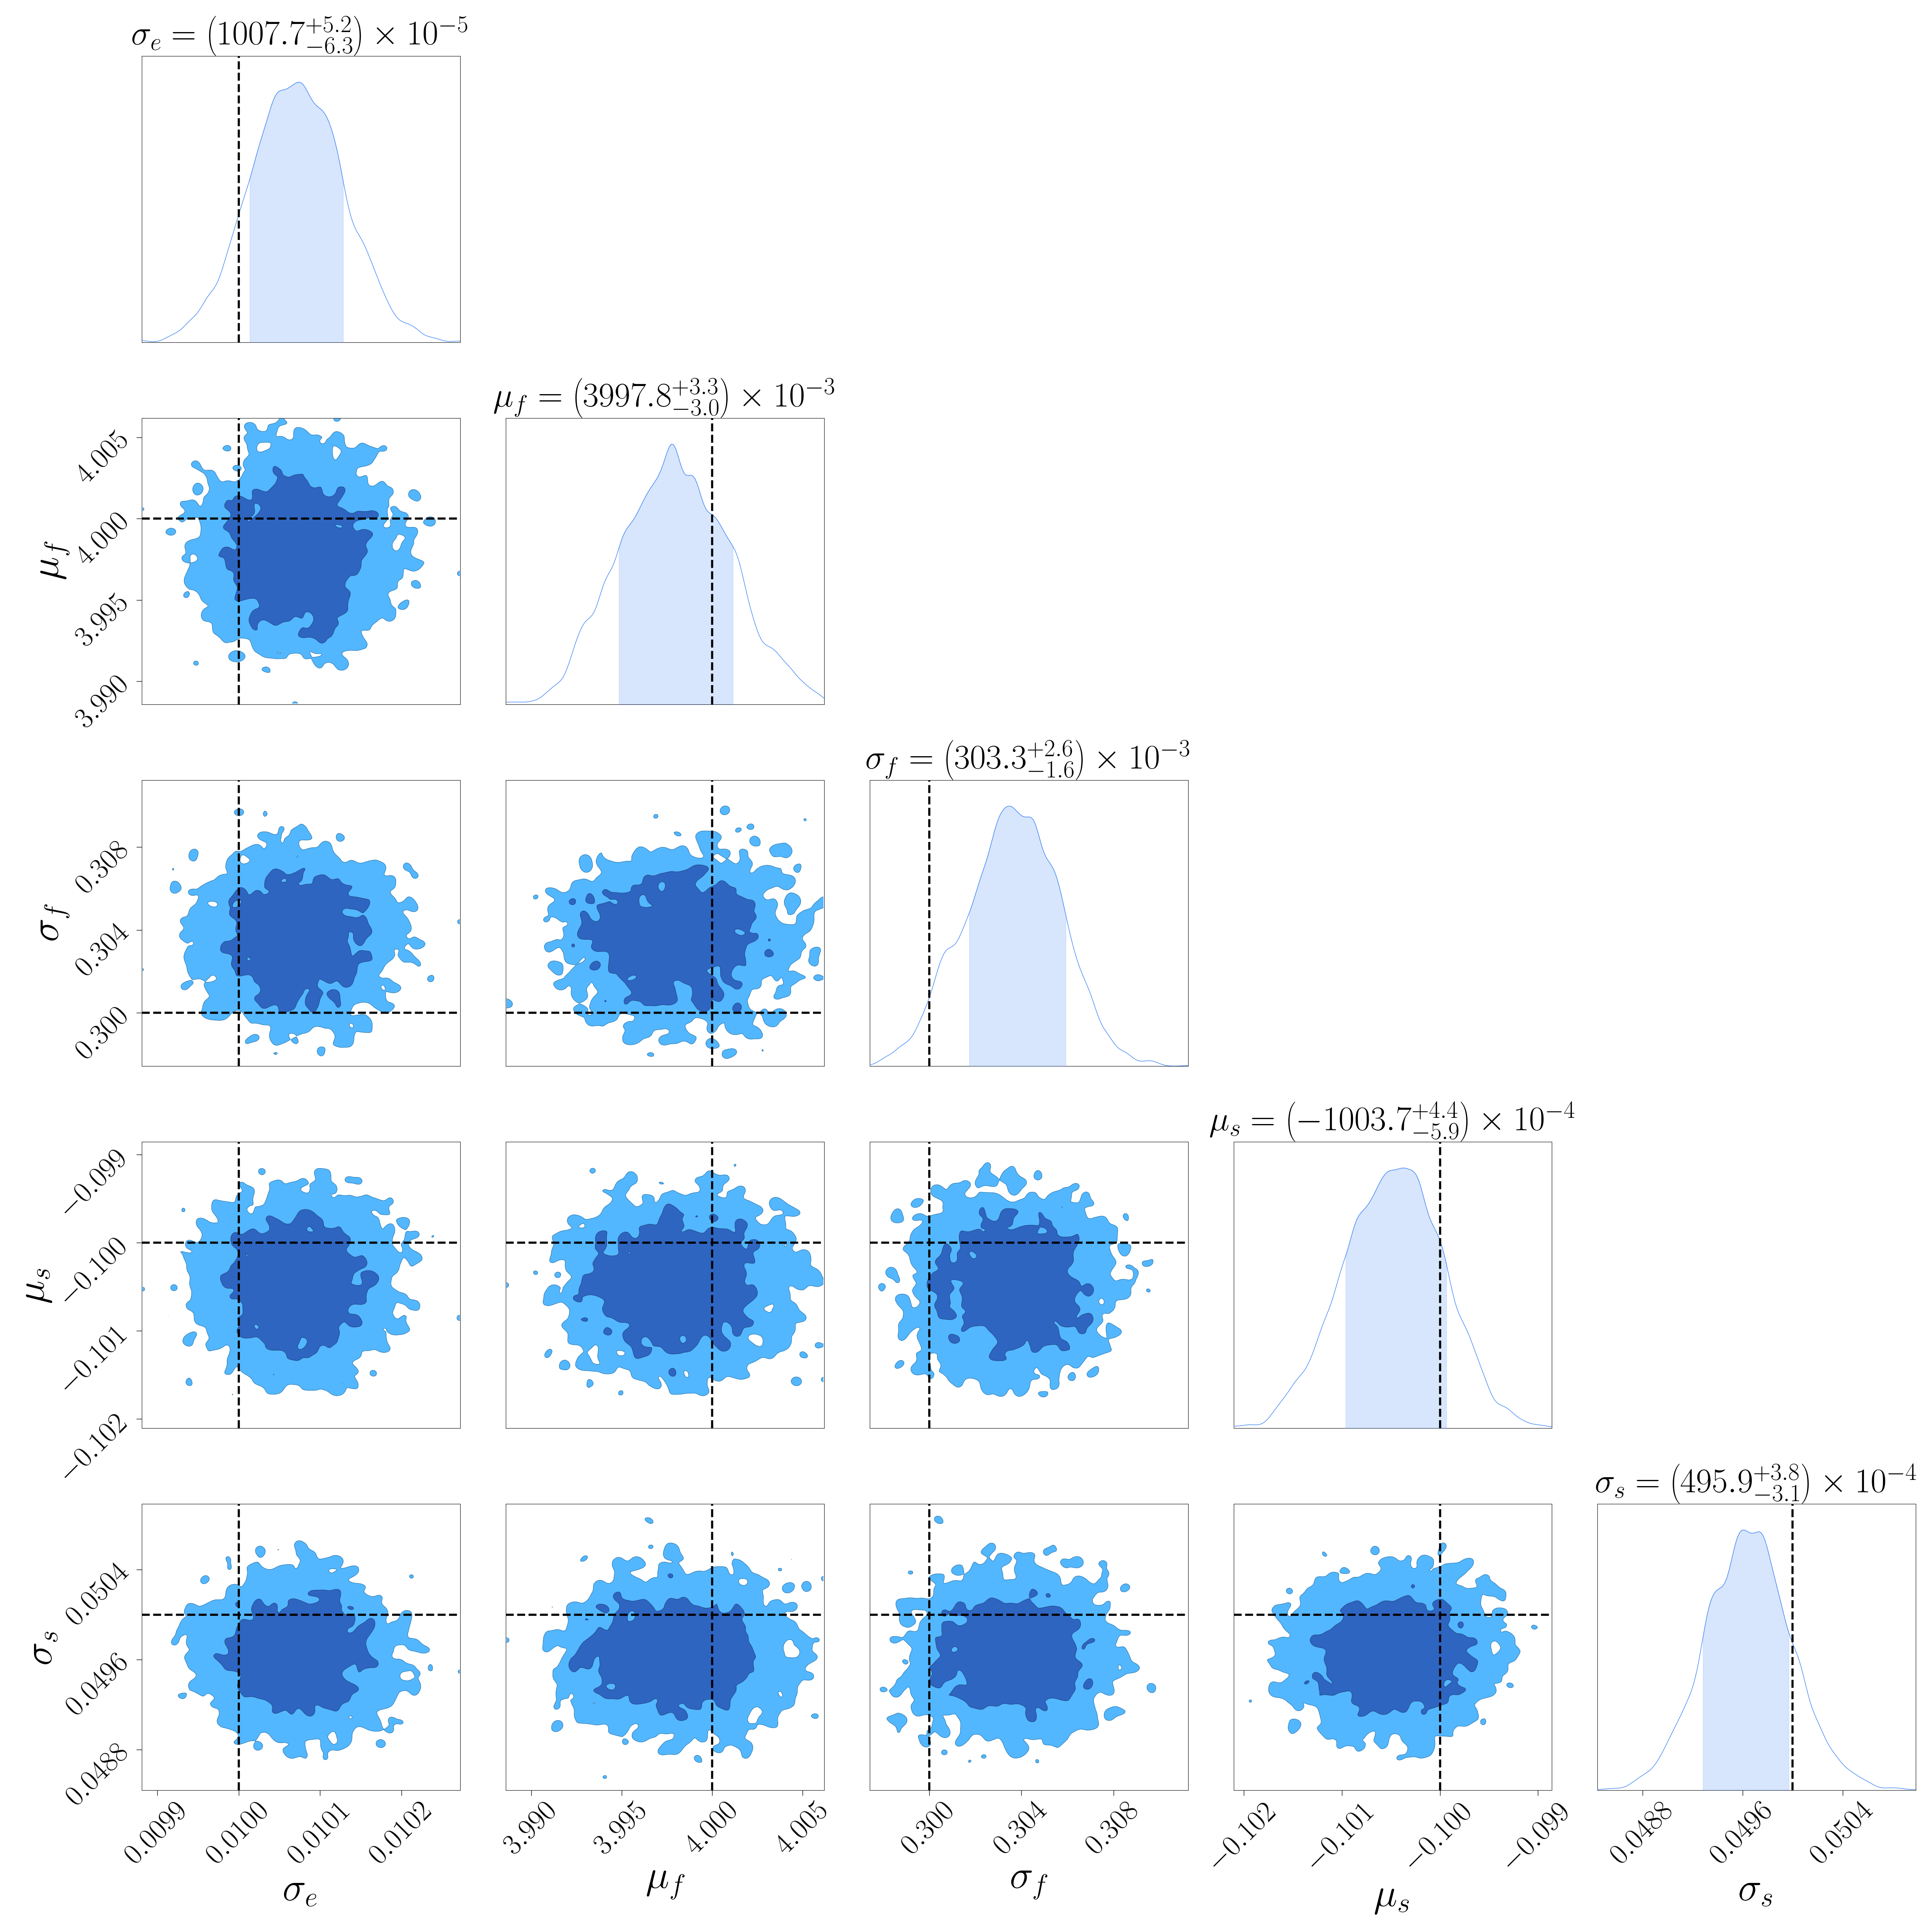 σ_e = (1007.7^{+5.2}_{−6.3}) × 10^{−5}
μ_f = (3997.8^{+3.3}_{−3.0}) × 10^{−3}
μ_f
4.005
4.000
3.995
3.990
σ_f = (303.3^{+2.6}_{−1.6}) × 10^{−3}
σ_f
0.308
0.304
0.300
μ_s = (−1003.7^{+4.4}_{−5.9}) × 10^{−4}
μ_s
−0.099
−0.100
−0.101
−0.102
σ_s = (495.9^{+3.8}_{−3.1}) × 10^{−4}
σ_s
0.0504
0.0496
0.0488
0.0099 0.0100 0.0101 0.0102
3.990 3.995 4.000 4.005
0.300 0.304 0.308
−0.102 −0.101 −0.100 −0.099
0.0488 0.0496 0.0504
σ_e μ_f σ_f μ_s σ_s